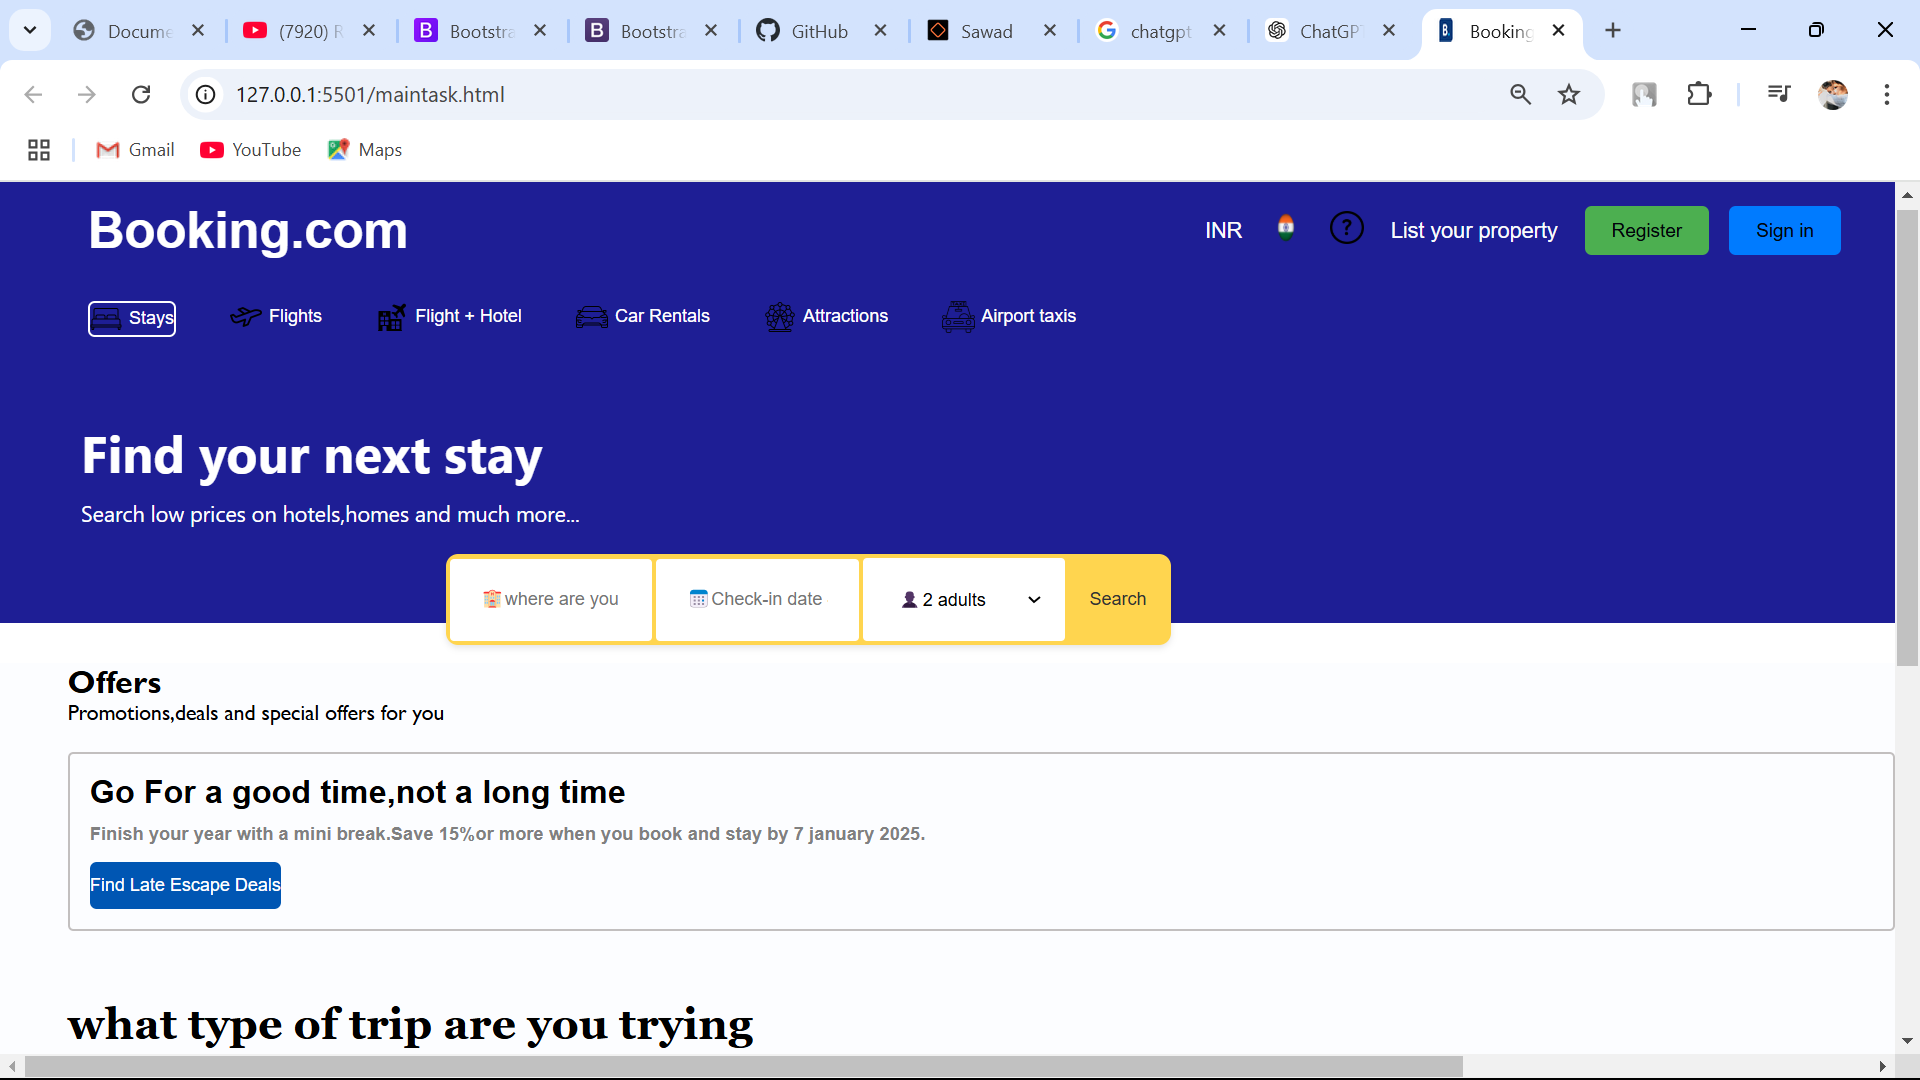 Docume
(7920) R
Bootstra
Bootstra
GitHub
Sawad
chatgpt
ChatGPT
Booking
127.0.0.1:5501/maintask.html
Gmail
YouTube
Maps
Booking.com
INR
?
List your property
Register
Sign in
Stays
Flights
Flight + Hotel
Car Rentals
Attractions
Airport taxis
Find your next stay
Search low prices on hotels,homes and much more...
where are you
Check-in date
2 adults
Search
Offers
Promotions,deals and special offers for you
Go For a good time,not a long time
Finish your year with a mini break.Save 15%or more when you book and stay by 7 january 2025.
Find Late Escape Deals
what type of trip are you trying